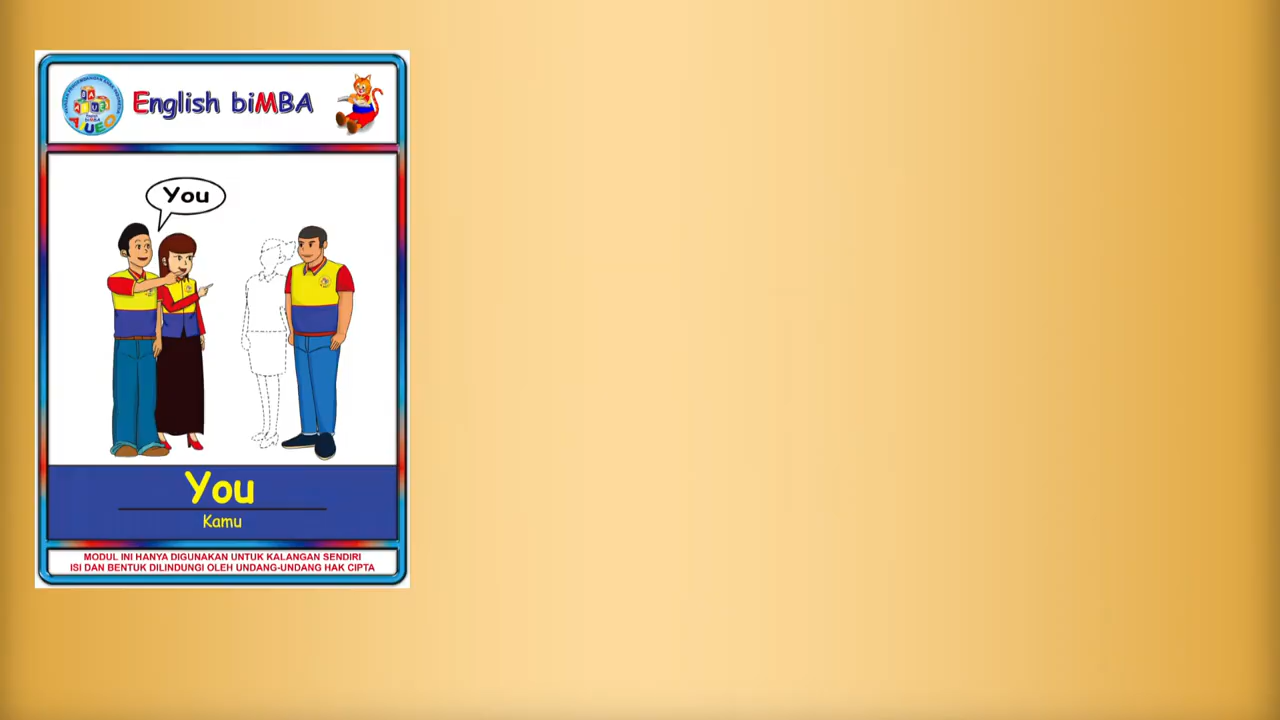 English biMBA
You
You
Kamu
MODUL INI HANYA DIGUNAKAN UNTUK KALANGAN SENDIRI
ISI DAN BENTUK DILINDUNGI OLEH UNDANG-UNDANG HAK CIPTA